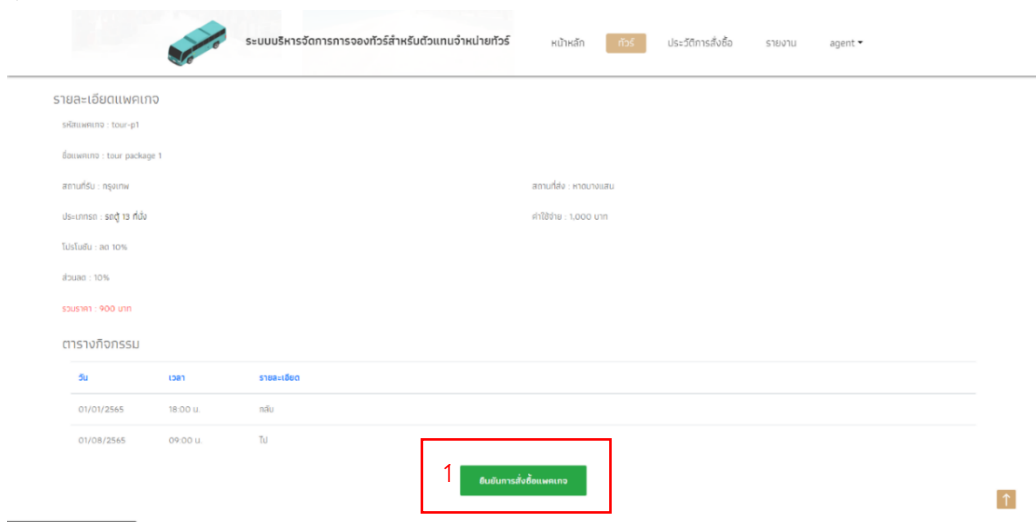 ระบบบริหารจัดการการจองทัวร์สำหรับตัวแทนจำหน่ายทัวร์ หน้าหลัก ทัวร์ ประวัติการสั่งซื้อ รายงาน agent
รายละเอียดแพคเกจ
รหัสแพคเกจ : tour-p1
ชื่อแพคเกจ : tour package 1
สถานที่รับ : กรุงเทพ สถานที่ส่ง : หาดบางแสน
ประเภทรถ : รถตู้ 13 ที่นั่ง ค่าใช้จ่าย : 1,000 บาท
โปรโมชั่น : ลด 10%
ส่วนลด : 10%
รวมราคา : 900 บาท
ตารางกิจกรรม
วัน เวลา รายละเอียด
01/01/2565 18:00 น. กลับ
01/08/2565 09:00 น. ไป
1 ยืนยันการสั่งซื้อแพคเกจ